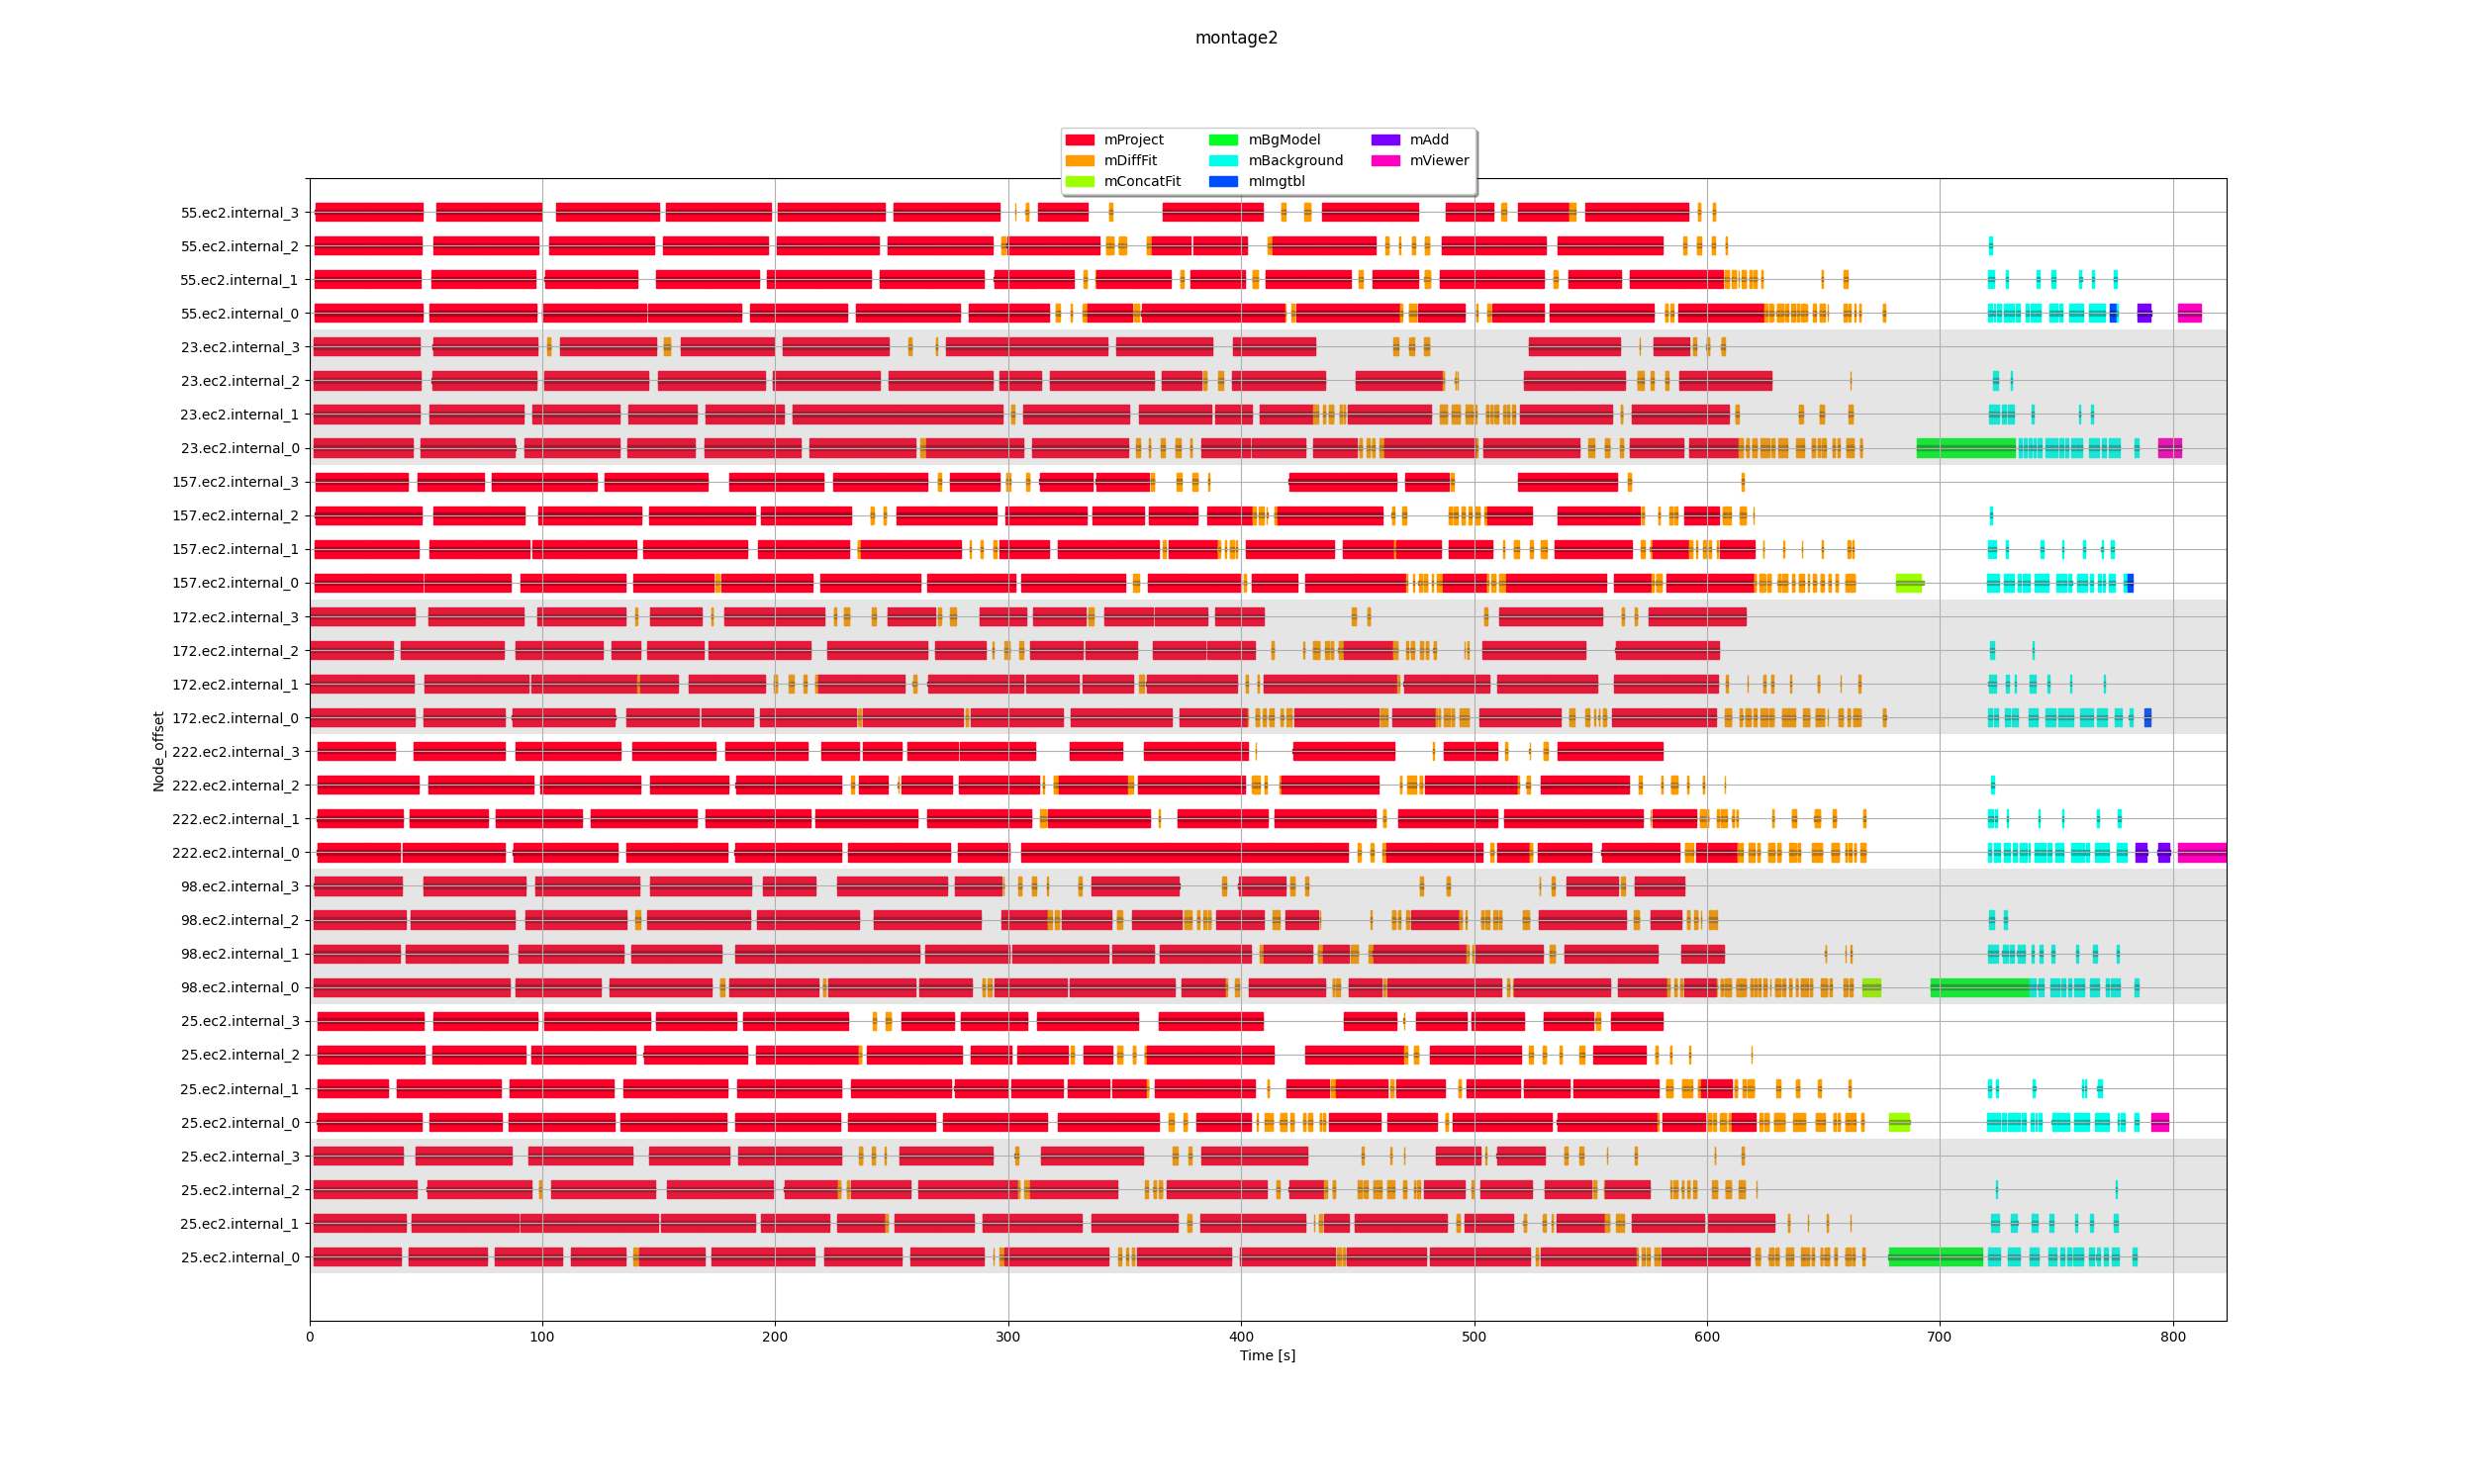 montage2
mProject mBgModel mAdd
mDiffFit mBackground mViewer
mConcatFit mImgtbl
55.ec2.internal_3
55.ec2.internal_2
55.ec2.internal_1
55.ec2.internal_0
23.ec2.internal_3
23.ec2.internal_2
23.ec2.internal_1
23.ec2.internal_0
157.ec2.internal_3
157.ec2.internal_2
157.ec2.internal_1
157.ec2.internal_0
172.ec2.internal_3
172.ec2.internal_2
172.ec2.internal_1
172.ec2.internal_0
222.ec2.internal_3
222.ec2.internal_2
222.ec2.internal_1
222.ec2.internal_0
98.ec2.internal_3
98.ec2.internal_2
98.ec2.internal_1
98.ec2.internal_0
25.ec2.internal_3
25.ec2.internal_2
25.ec2.internal_1
25.ec2.internal_0
25.ec2.internal_3
25.ec2.internal_2
25.ec2.internal_1
25.ec2.internal_0
Node_offset
0 100 200 300 400 500 600 700 800
Time [s]